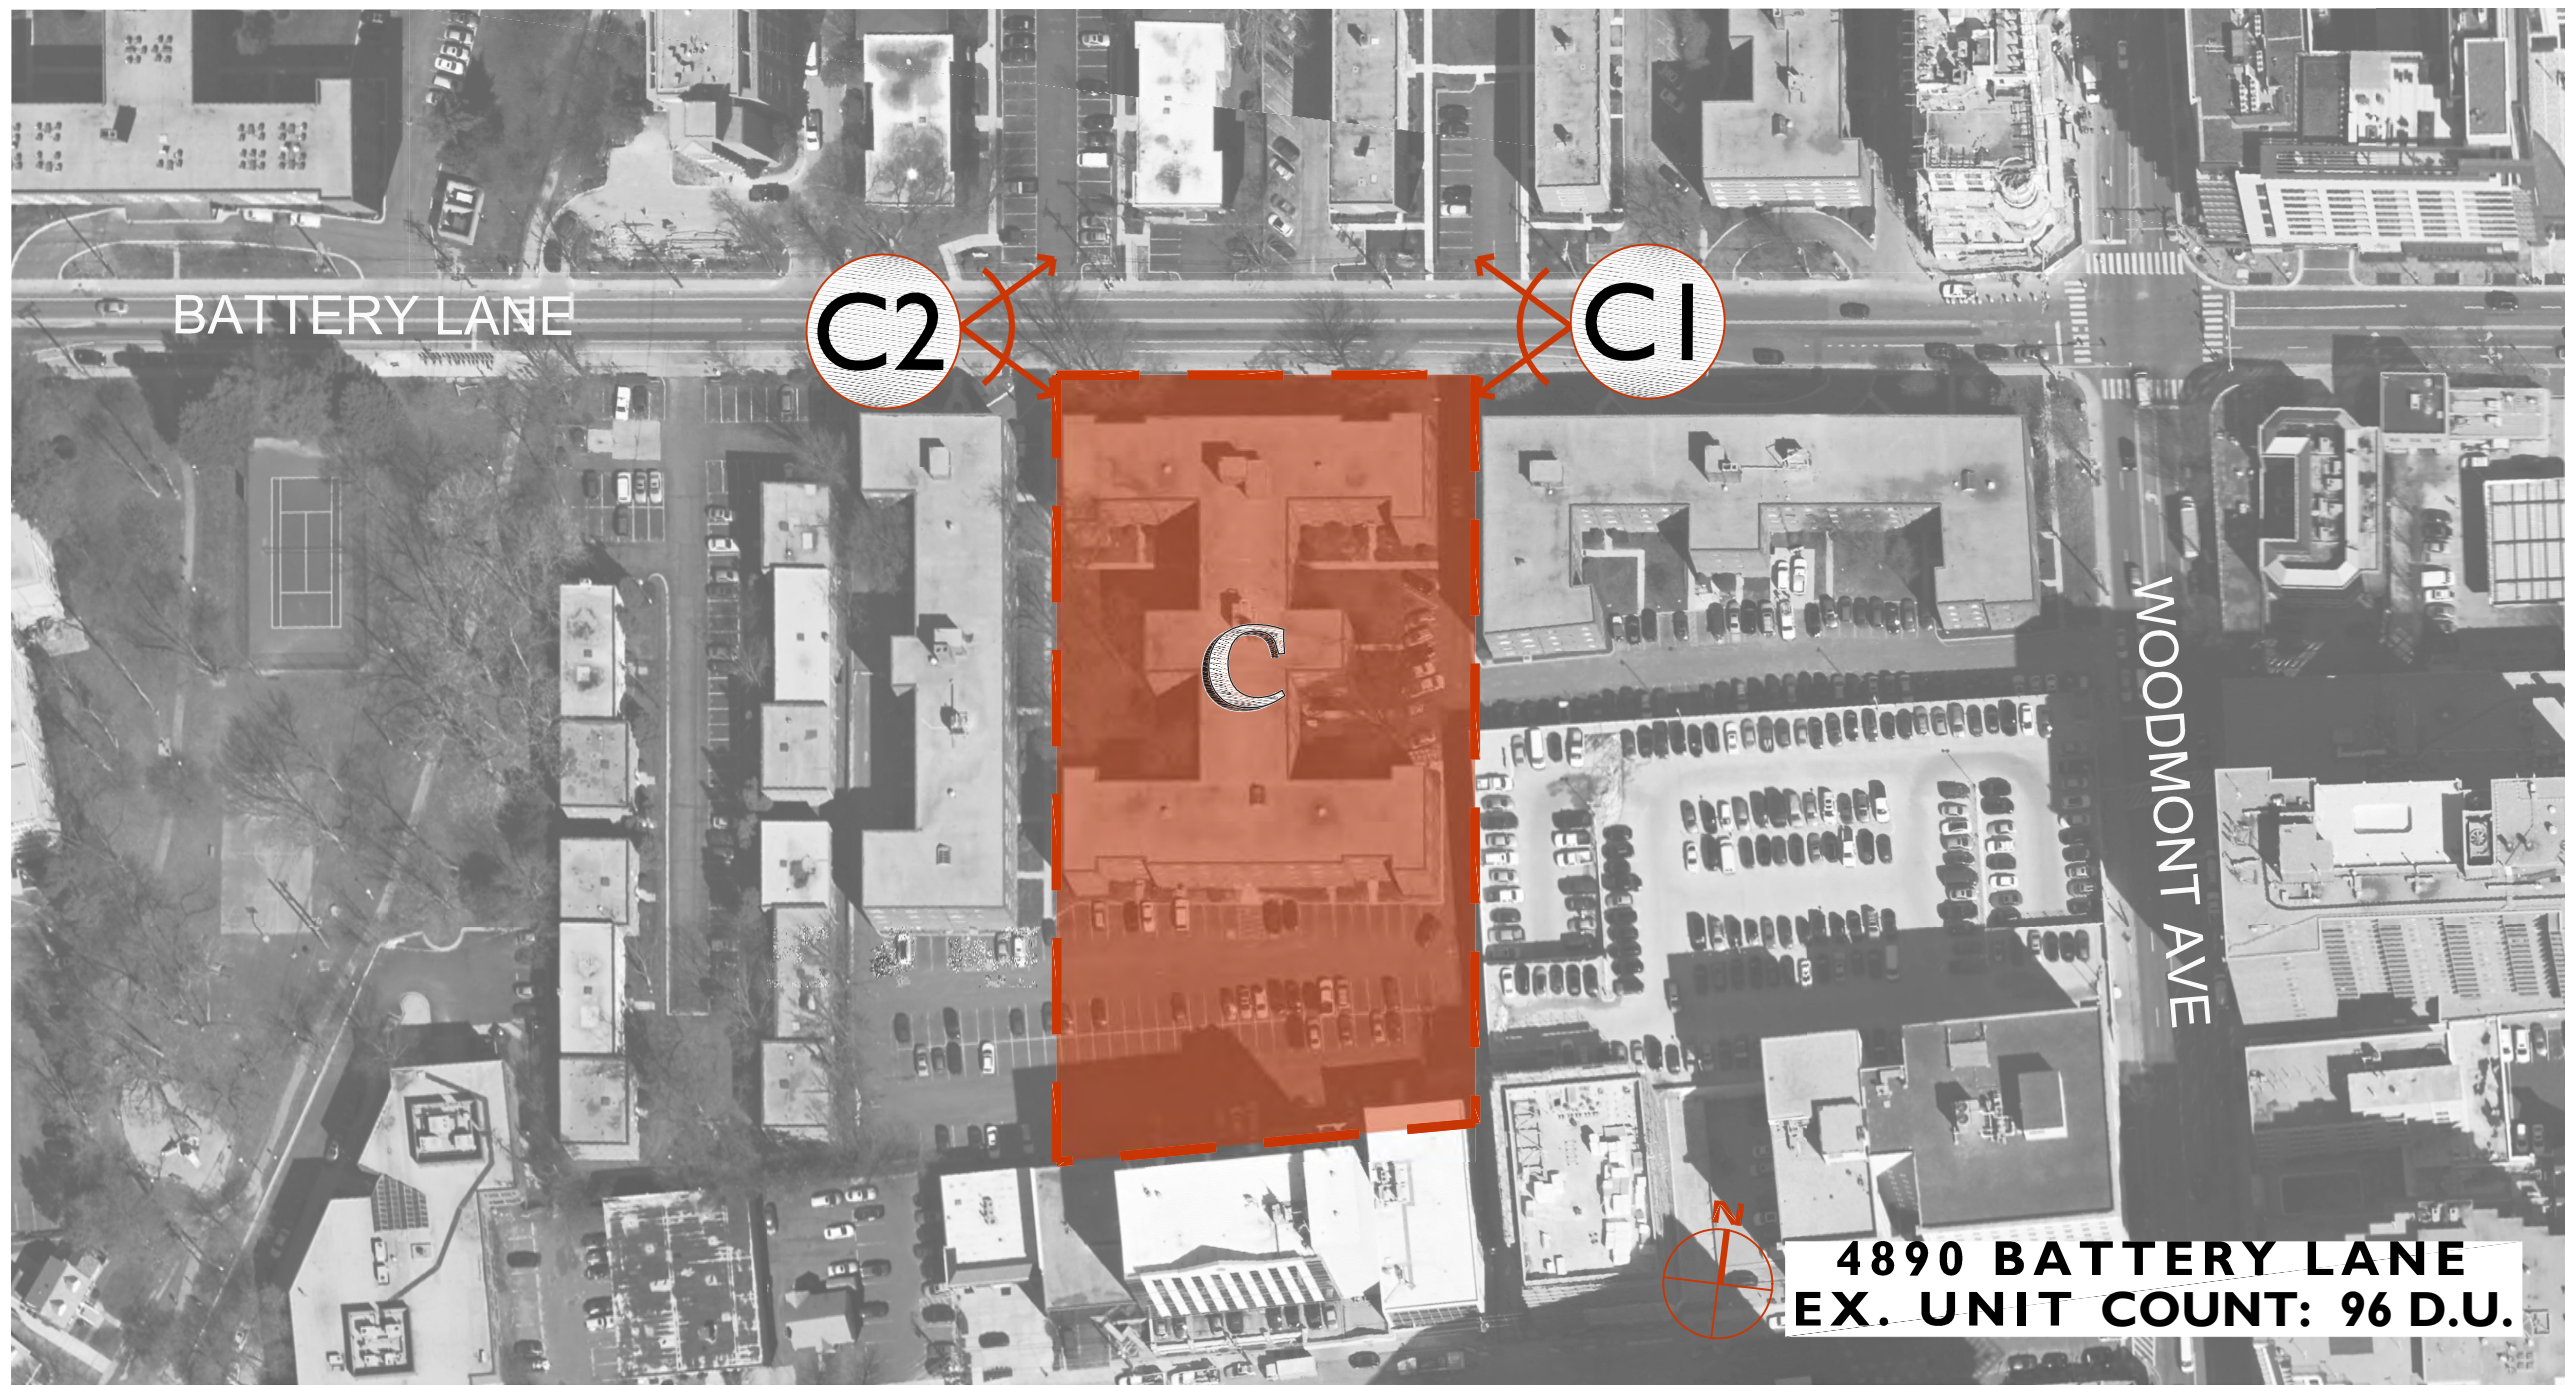 BATTERY LANE
C2
C1
C
WOODMONT AVE
N
4890 BATTERY LANE
EX. UNIT COUNT: 96 D.U.